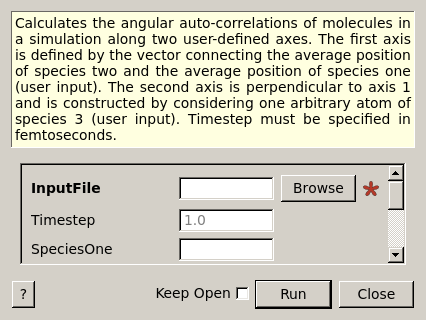 Calculates the angular auto-correlations of molecules in
a simulation along two user-defined axes. The first axis
is defined by the vector connecting the average position
of species two and the average position of species one
(user input). The second axis is perpendicular to axis 1
and is constructed by considering one arbitrary atom of
species 3 (user input). Timestep must be specified in
femtoseconds.
InputFile Browse *
Timestep 1.0
SpeciesOne
? Keep Open Run Close